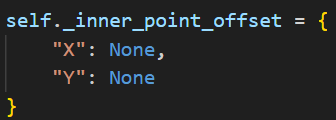 self._inner_point_offset = {
    "X": None,
    "Y": None
}